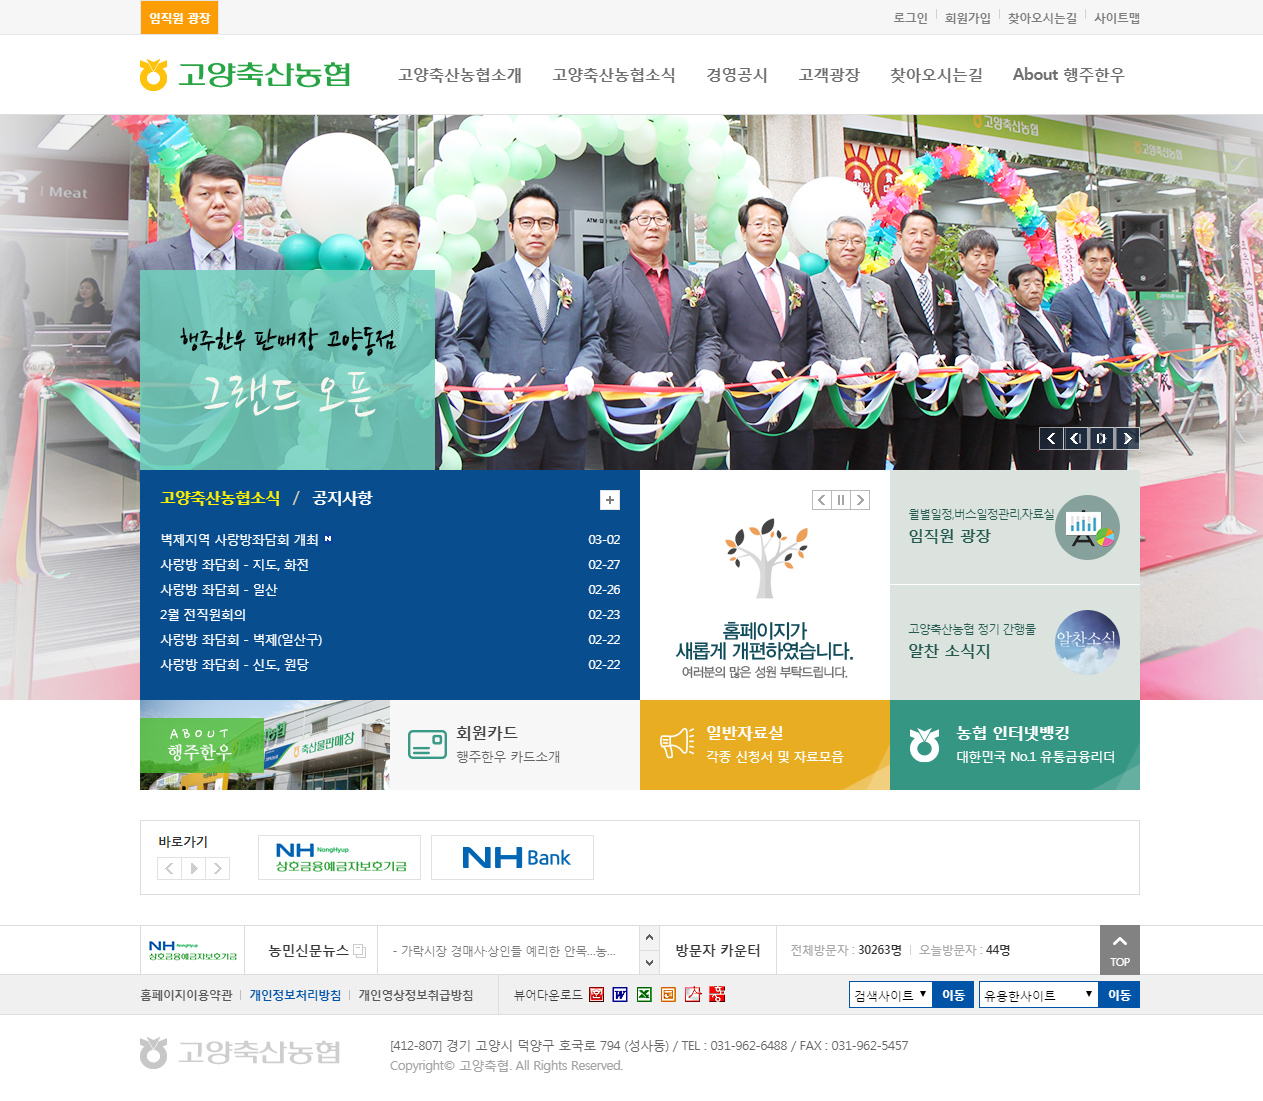 임직원 광장
로그인
회원가입
찾아오시는길
사이트맵
고양축산농협
고양축산농협소개
고양축산농협소식
경영공시
고객광장
찾아오시는길
About 행주한우
육 | Meat
ATM
고양축산농협
고양축산농협
행주한우 판매장 고양동점
그랜드 오픈
고양축산농협소식 / 공지사항
벽제지역 사랑방좌담회 개최 N 03-02
사랑방 좌담회 - 지도, 화전 02-27
사랑방 좌담회 - 일산 02-26
2월 전직원회의 02-23
사랑방 좌담회 - 벽제(일산구) 02-22
사랑방 좌담회 - 신도, 원당 02-22
홈페이지가
새롭게 개편하였습니다.
여러분의 많은 성원 부탁드립니다.
월별일정,버스일정관리,자료실
임직원 광장
고양축산농협 정기 간행물
알찬 소식지
알찬소식
ABOUT
행주한우
축산물판매장
회원카드
행주한우 카드소개
일반자료실
각종 신청서 및 자료모음
농협 인터넷뱅킹
대한민국 No.1 유통금융리더
바로가기
NH NongHyup
상호금융예금자보호기금
NH Bank
NH NongHyup
상호금융예금자보호기금
농민신문뉴스
- 가락시장 경매사·상인들 예리한 안목...농...
방문자 카운터
전체방문자 : 30263명
오늘방문자 : 44명
TOP
홈페이지이용약관
개인정보처리방침
개인영상정보취급방침
뷰어다운로드
검색사이트
이동
유용한사이트
이동
고양축산농협
[412-807] 경기 고양시 덕양구 호국로 794 (성사동) / TEL : 031-962-6488 / FAX : 031-962-5457
Copyright© 고양축협. All Rights Reserved.